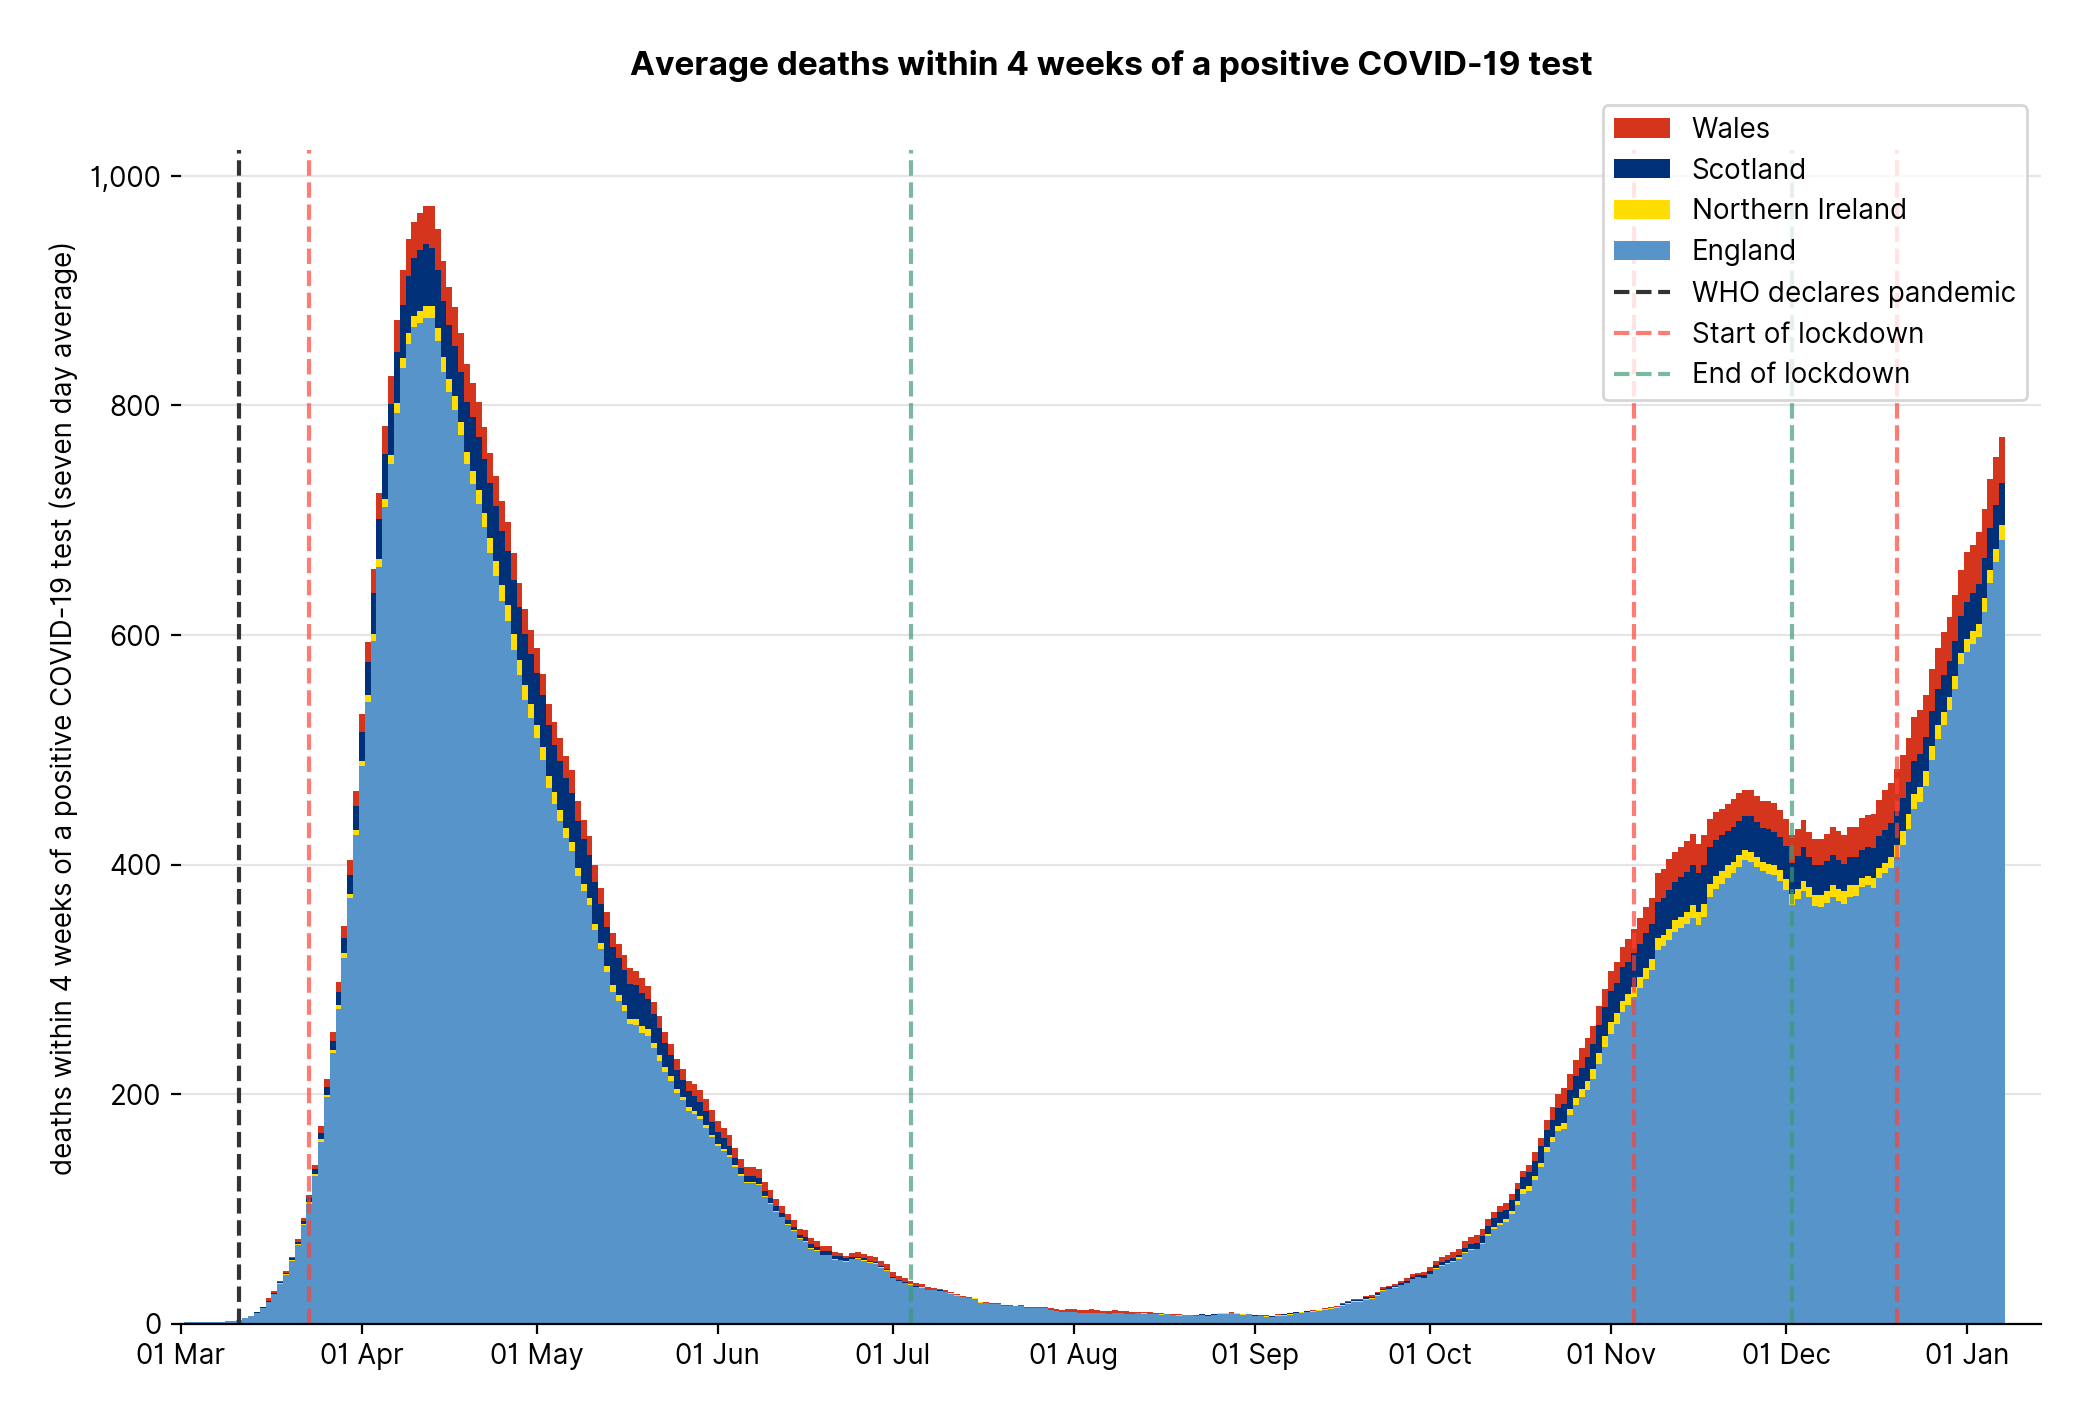 Average deaths within 4 weeks of a positive COVID-19 test
Wales
Scotland
Northern Ireland
England
WHO declares pandemic
Start of lockdown
End of lockdown
deaths within 4 weeks of a positive COVID-19 test (seven day average)
1,000
800
600
400
200
0
01 Mar 01 Apr 01 May 01 Jun 01 Jul 01 Aug 01 Sep 01 Oct 01 Nov 01 Dec 01 Jan